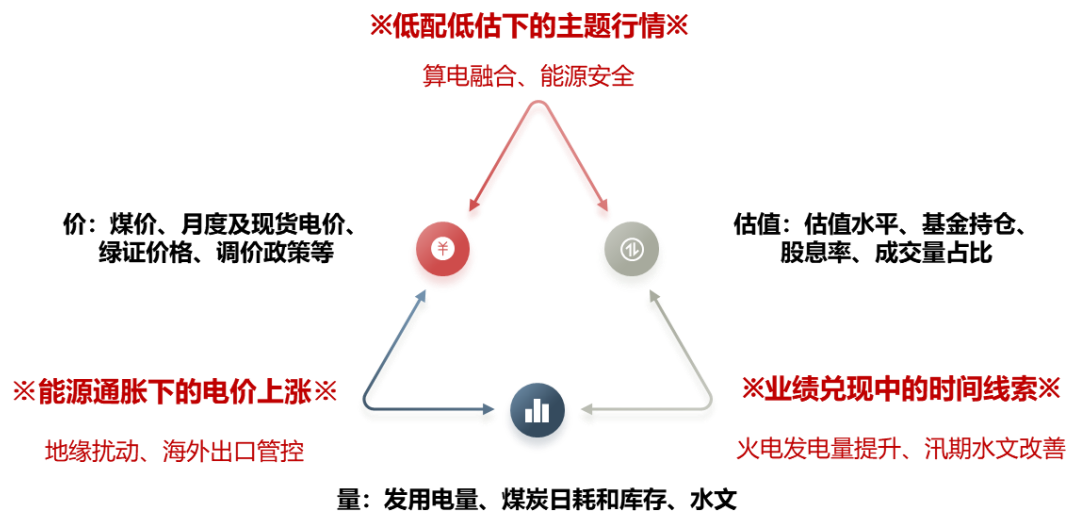 ※低配低估下的主题行情※
算电融合、能源安全
价：煤价、月度及现货电价、
绿证价格、调价政策等
¥
估值：估值水平、基金持仓、
股息率、成交量占比
※能源通胀下的电价上涨※
地缘扰动、海外出口管控
※业绩兑现中的时间线索※
火电发电量提升、汛期水文改善
量：发用电量、煤炭日耗和库存、水文